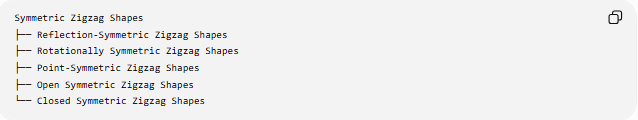 Symmetric Zigzag Shapes
├── Reflection-Symmetric Zigzag Shapes
├── Rotationally Symmetric Zigzag Shapes
├── Point-Symmetric Zigzag Shapes
├── Open Symmetric Zigzag Shapes
└── Closed Symmetric Zigzag Shapes